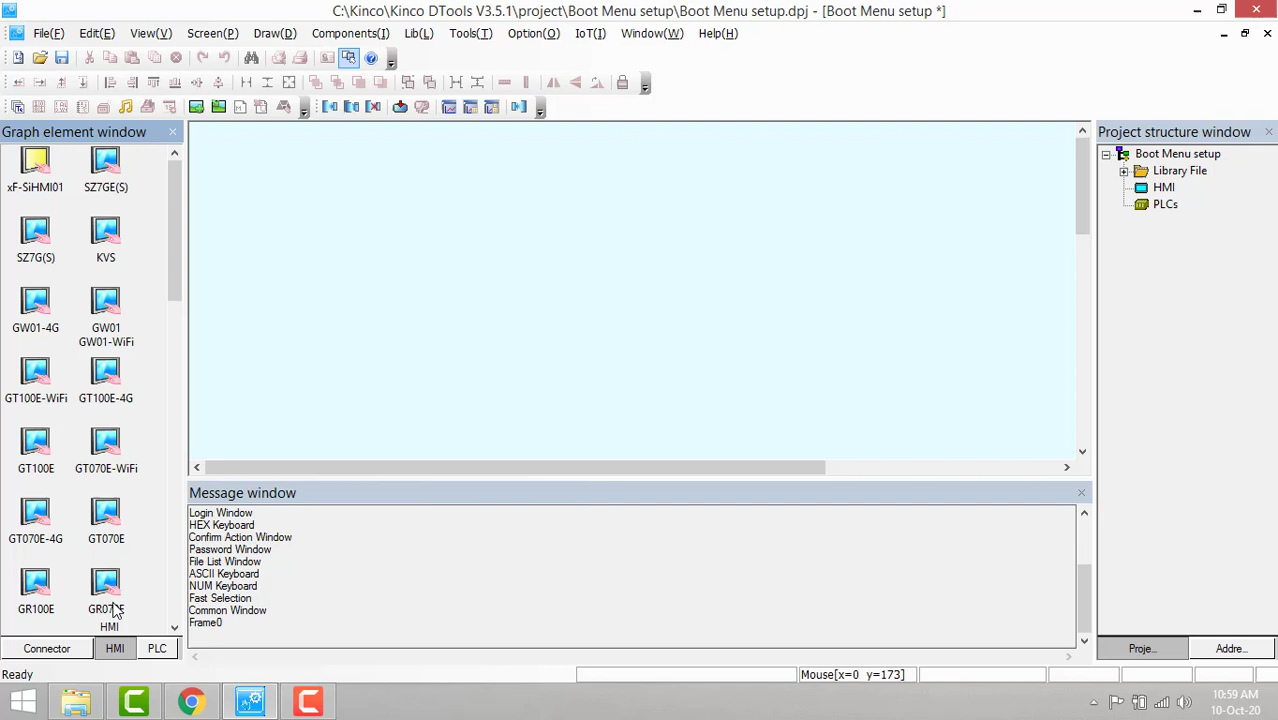 C:\Kinco\Kinco DTools V3.5.1\project\Boot Menu setup\Boot Menu setup.dpj - [Boot Menu setup *]
File(F) Edit(E) View(V) Screen(P) Draw(D) Components(I) Lib(L) Tools(T) Option(O) IoT(I) Window(W) Help(H)
Graph element window
Project structure window
xF-SiHMI01 SZ7GE(S)
SZ7G(S) KVS
GW01-4G GW01
GW01-WiFi
GT100E-WiFi GT100E-4G
GT100E GT070E-WiFi
GT070E-4G GT070E
GR100E
HMI
Connector HMI PLC
Boot Menu setup
Library File
HMI
PLCs
Message window
Login Window
HEX Keyboard
Confirm Action Window
Password Window
File List Window
ASCII Keyboard
NUM Keyboard
Fast Selection
Common Window
Frame0
Proje... Addre...
Ready
Mouse[x=0 y=173]
10:59 AM
10-Oct-20